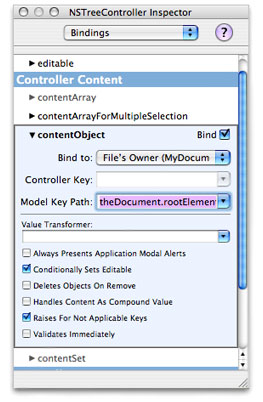 NSTreeController Inspector
Bindings
?
editable
Controller Content
contentArray
contentArrayForMultipleSelection
contentObject Bind
Bind to: File's Owner (MyDocum
Controller Key:
Model Key Path: theDocument.rootElemen
Value Transformer:
Always Presents Application Modal Alerts
Conditionally Sets Editable
Deletes Objects On Remove
Handles Content As Compound Value
Raises For Not Applicable Keys
Validates Immediately
contentSet